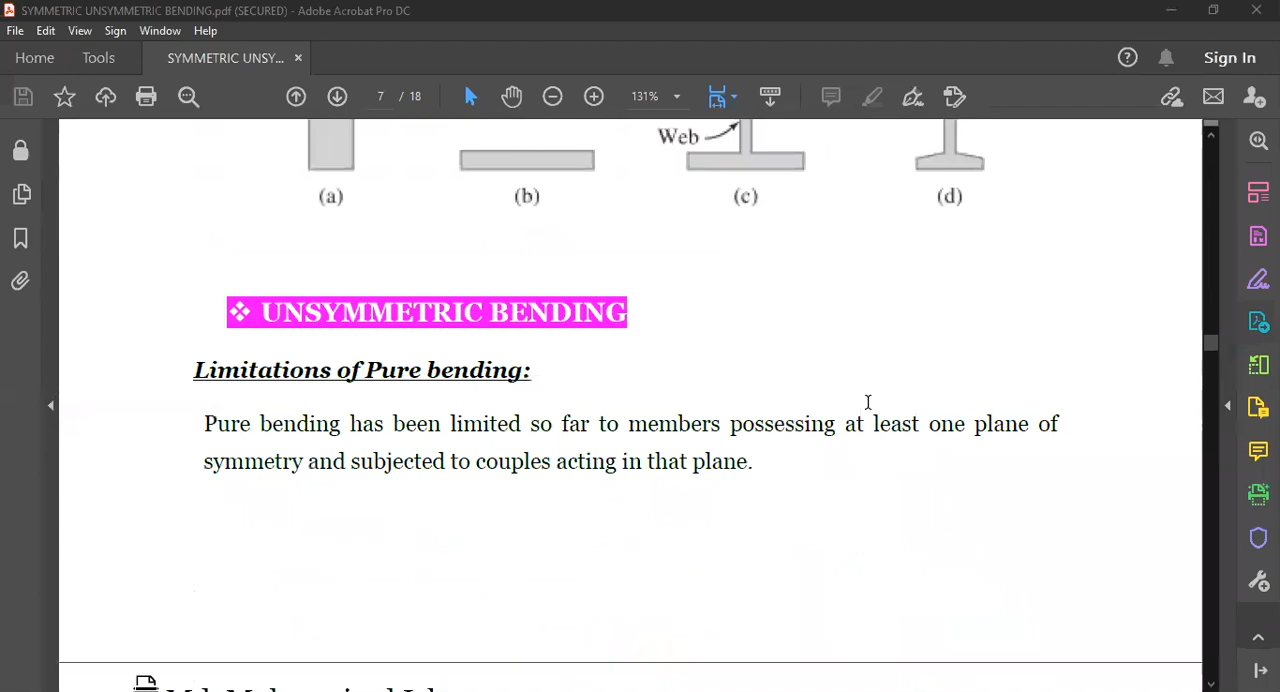 SYMMETRIC UNSYMMETRIC BENDING.pdf (SECURED) - Adobe Acrobat Pro DC
File Edit View Sign Window Help
Home Tools SYMMETRIC UNSY... × Sign In
7 / 18 131%
Web
(a) (b) (c) (d)
❖ UNSYMMETRIC BENDING
Limitations of Pure bending:
Pure bending has been limited so far to members possessing at least one plane of
symmetry and subjected to couples acting in that plane.